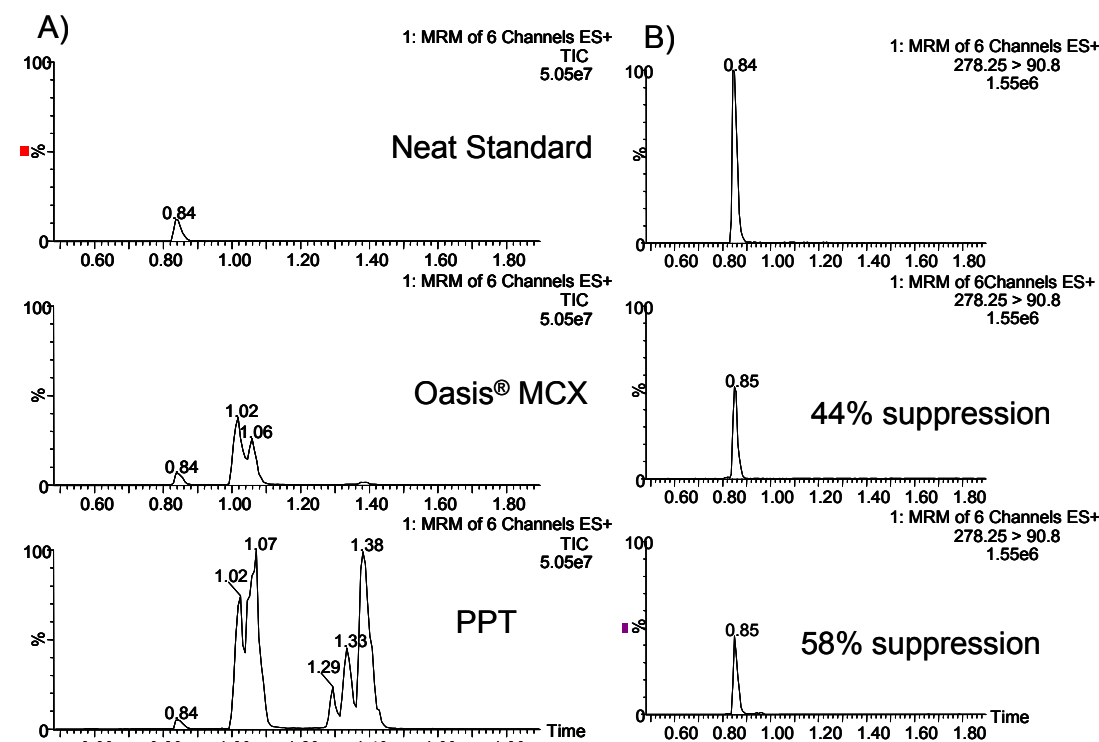 A)
1: MRM of 6 Channels ES+
TIC
5.05e7
100
%
0
Neat Standard
0.84
0.60 0.80 1.00 1.20 1.40 1.60 1.80
1: MRM of 6 Channels ES+
TIC
5.05e7
100
%
0
Oasis® MCX
1.02
1.06
0.84
0.60 0.80 1.00 1.20 1.40 1.60 1.80
1: MRM of 6 Channels ES+
TIC
5.05e7
100
%
0
PPT
1.07
1.38
1.02
1.33
1.29
0.84
Time
B)
1: MRM of 6 Channels ES+
278.25 > 90.8
1.55e6
100
%
0
0.84
0.60 0.80 1.00 1.20 1.40 1.60 1.80
1: MRM of 6Channels ES+
278.25 > 90.8
1.55e6
100
%
0
0.85
44% suppression
0.60 0.80 1.00 1.20 1.40 1.60 1.80
1: MRM of 6 Channels ES+
278.25 > 90.8
1.55e6
100
%
0
0.85
58% suppression
Time
0.60 0.80 1.00 1.20 1.40 1.60 1.80